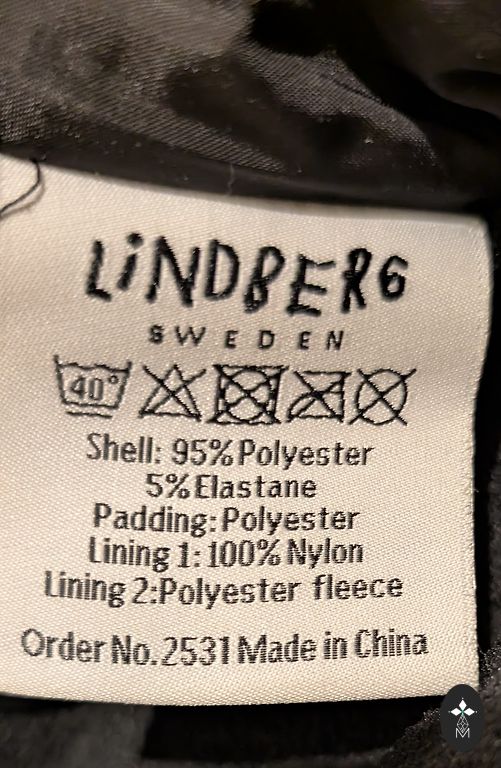 LiNDBERG
SWEDEN
40°
Shell: 95% Polyester
5% Elastane
Padding: Polyester
Lining 1: 100% Nylon
Lining 2:Polyester fleece
Order No. 2531 Made in China
M